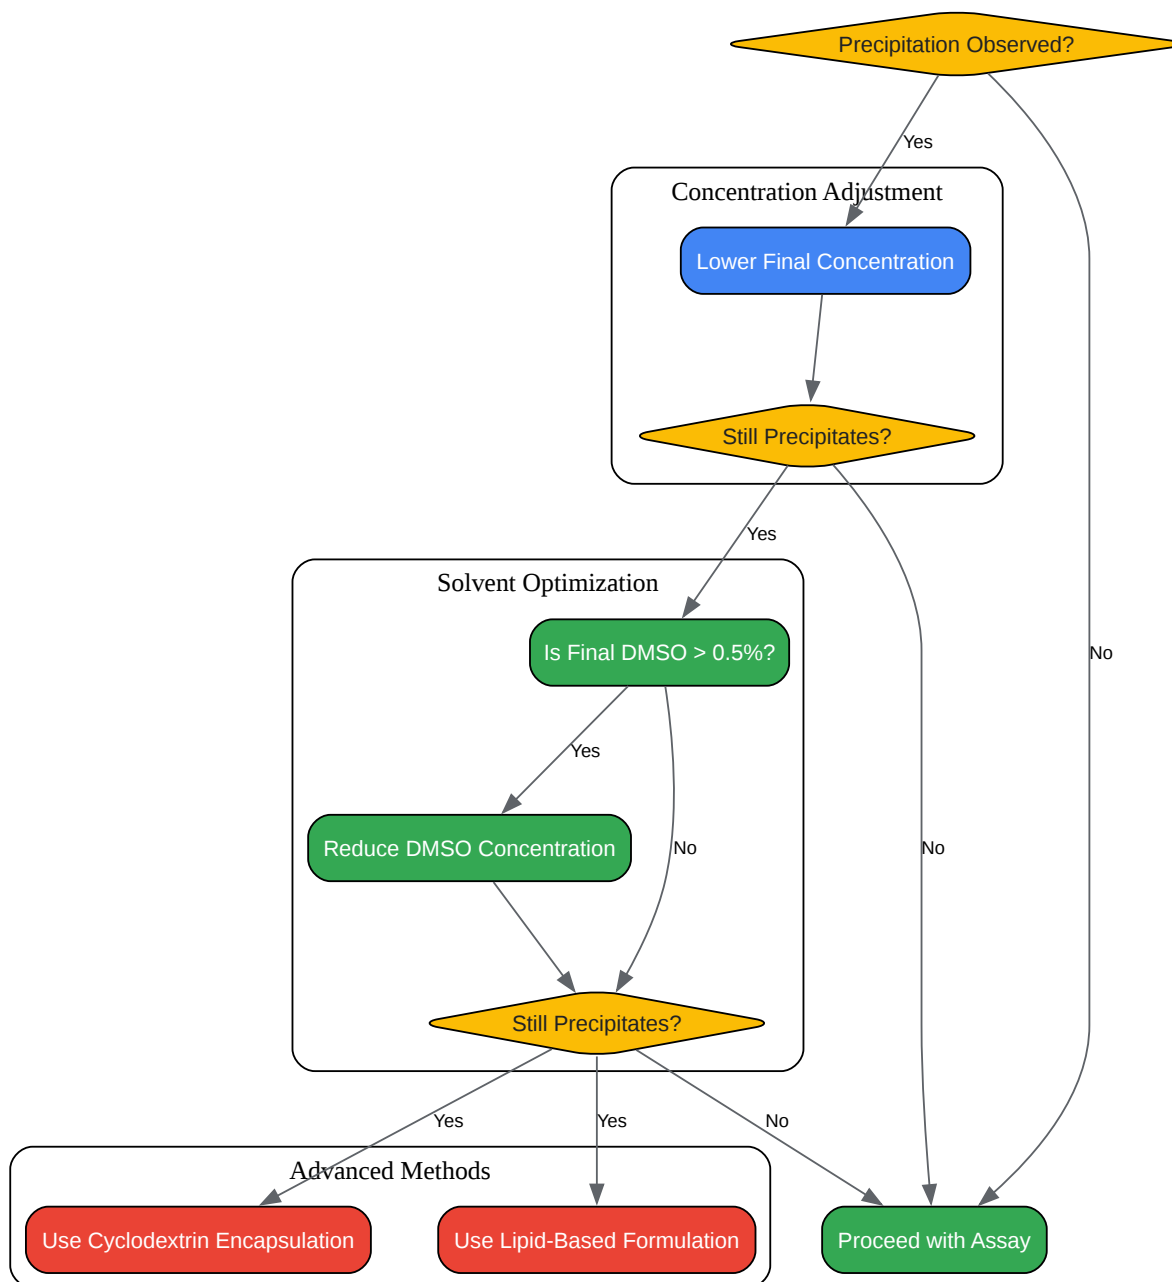 Precipitation Observed?
Yes
Concentration Adjustment
Lower Final Concentration
Still Precipitates?
Yes
Solvent Optimization
Is Final DMSO > 0.5%?
No
Yes
Reduce DMSO Concentration
No
No
Still Precipitates?
Yes
Yes
No
Advanced Methods
Use Cyclodextrin Encapsulation
Use Lipid-Based Formulation
Proceed with Assay